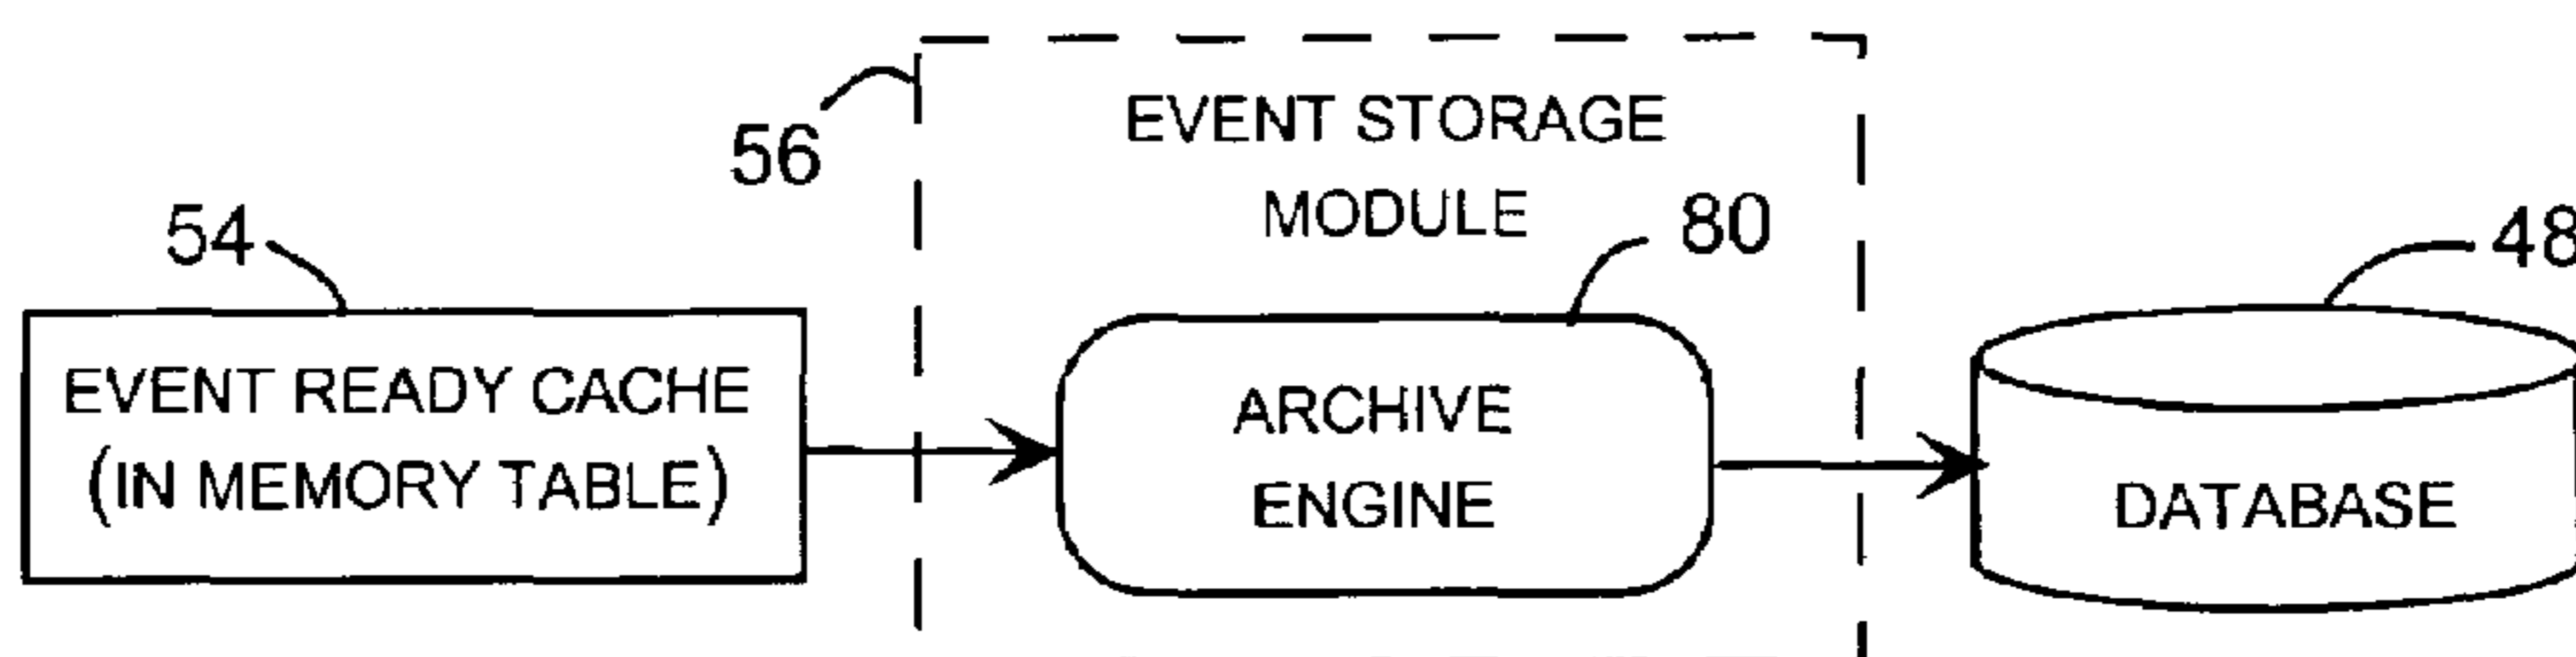 56
EVENT STORAGE
MODULE
54
80
48
EVENT READY CACHE
(IN MEMORY TABLE)
ARCHIVE
ENGINE
DATABASE